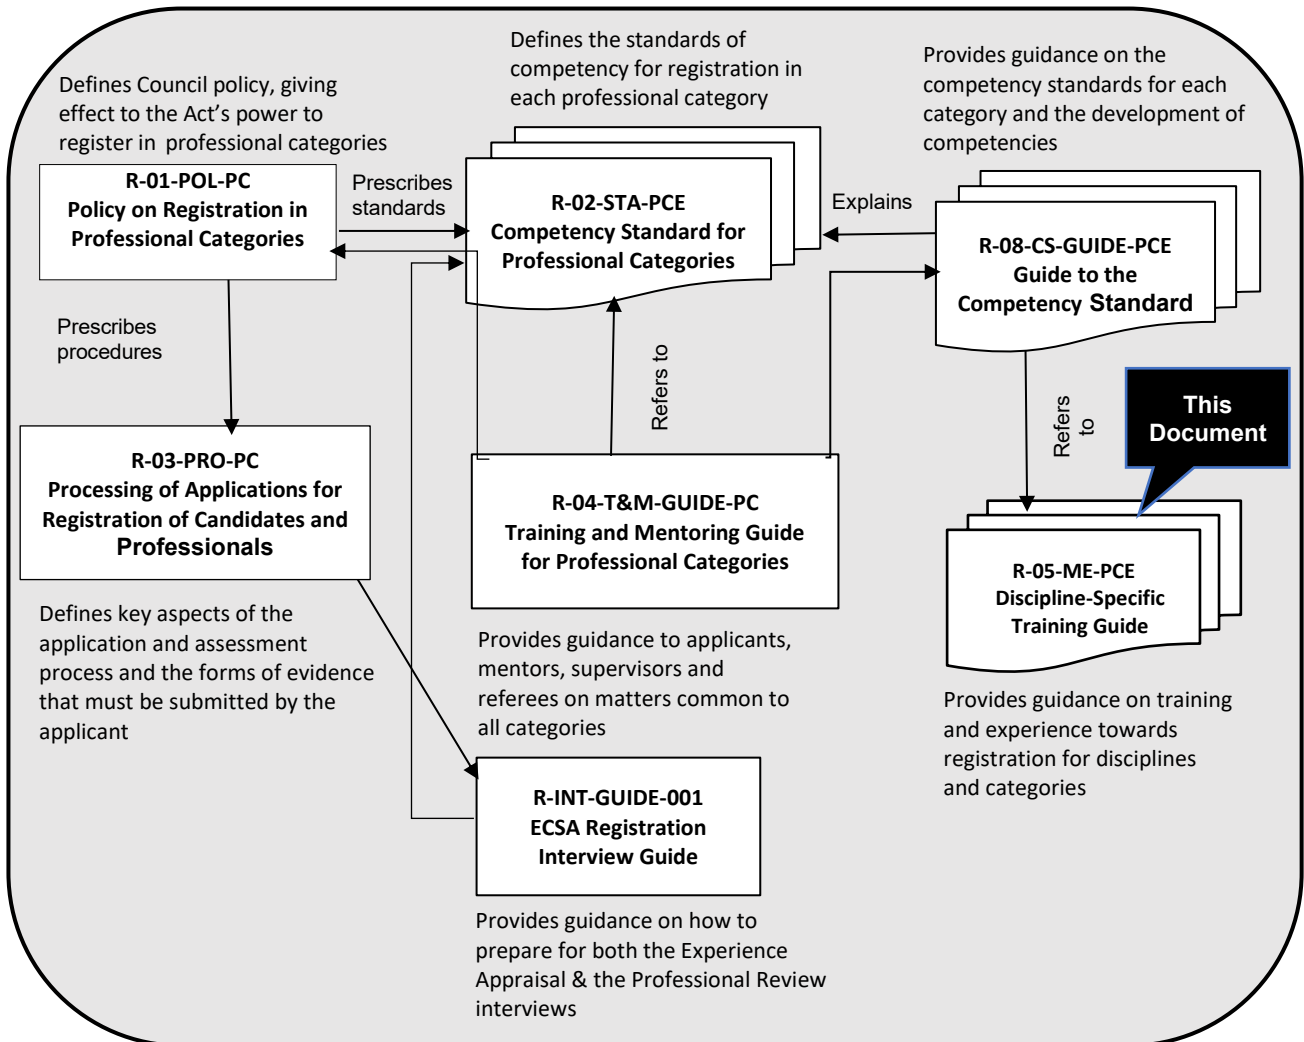 Defines Council policy, giving
effect to the Act's power to
register in professional categories
Defines the standards of
competency for registration in
each professional category
Provides guidance on the
competency standards for each
category and the development of
competencies
R-01-POL-PC
Policy on Registration in
Professional Categories
Prescribes
standards
R-02-STA-PCE
Competency Standard for
Professional Categories
Explains
R-08-CS-GUIDE-PCE
Guide to the
Competency Standard
Prescribes
procedures
Refers to
Refers
to
This
Document
R-03-PRO-PC
Processing of Applications for
Registration of Candidates and
Professionals
R-04-T&M-GUIDE-PC
Training and Mentoring Guide
for Professional Categories
R-05-ME-PCE
Discipline-Specific
Training Guide
Defines key aspects of the
application and assessment
process and the forms of evidence
that must be submitted by the
applicant
Provides guidance to applicants,
mentors, supervisors and
referees on matters common to
all categories
Provides guidance on training
and experience towards
registration for disciplines
and categories
R-INT-GUIDE-001
ECSA Registration
Interview Guide
Provides guidance on how to
prepare for both the Experience
Appraisal & the Professional Review
interviews